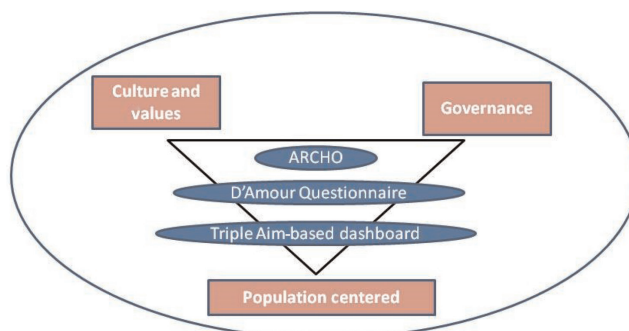 Culture and
values
Governance
ARCHO
D'Amour Questionnaire
Triple Aim-based dashboard
Population centered